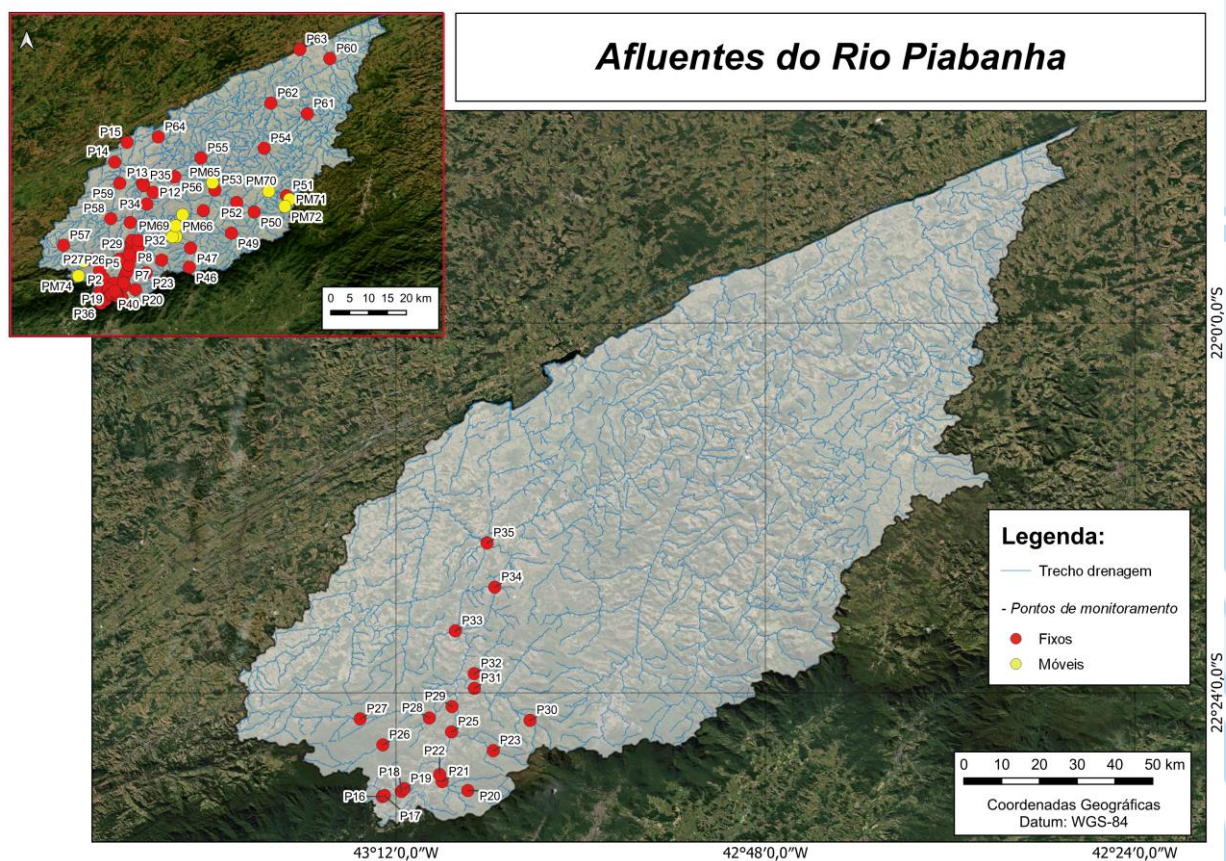 Afluentes do Rio Piabanha
P63
P60
P62
P61
P15
P64
P14
P55
P54
P13
P35
PM65
P59
P12
P56
P53
PM70
P51
PM71
P34
P58
P52
PM72
PM69
PM66
P50
P57
P29
P32
P49
P27
P26
P5
P8
P47
P2
P7
P23
P46
PM74
P19
P40
P20
P36
0 5 10 15 20 km
22°0'0,0"S
P35
P34
P33
P32
P31
P29
P27
P28
P30
P25
P26
P22
P23
P18
P19
P21
P16
P20
P17
22°24'0,0"S
Legenda:
Trecho drenagem
- Pontos de monitoramento
Fixos
Móveis
0 10 20 30 40 50 km
Coordenadas Geográficas
Datum: WGS-84
43°12'0,0"W 42°48'0,0"W 42°24'0,0"W